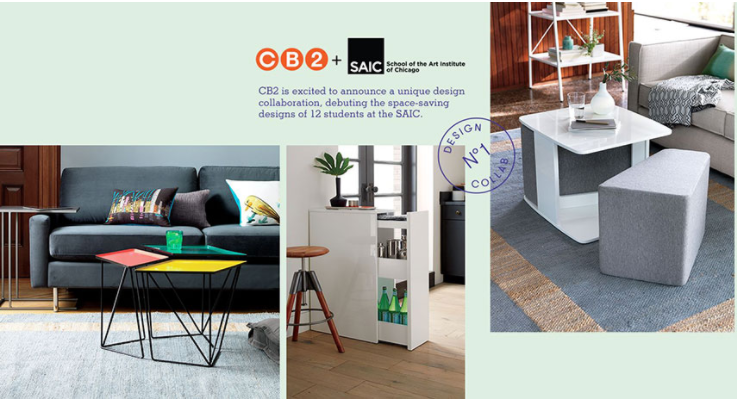 CB2 + SAIC School of the Art Institute
of Chicago
CB2 is excited to announce a unique design
collaboration, debuting the space-saving
designs of 12 students at the SAIC.
DESIGN
Nº1
COLLAB